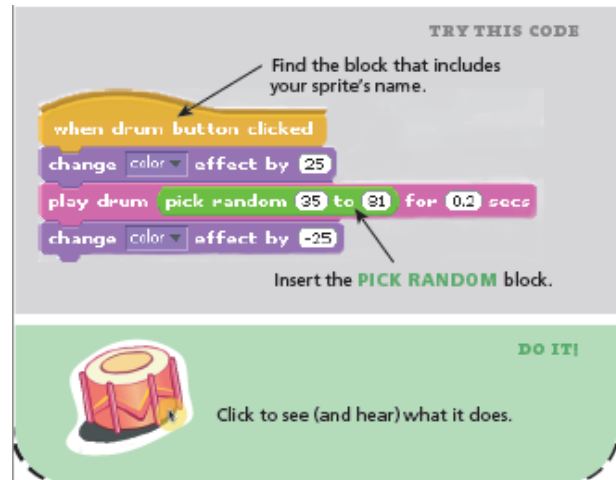 TRY THIS CODE
Find the block that includes
your sprite's name.
when drum button clicked
change color effect by 25
play drum pick random 35 to 81 for 0.2 secs
change color effect by -25
Insert the PICK RANDOM block.
DO IT!
Click to see (and hear) what it does.